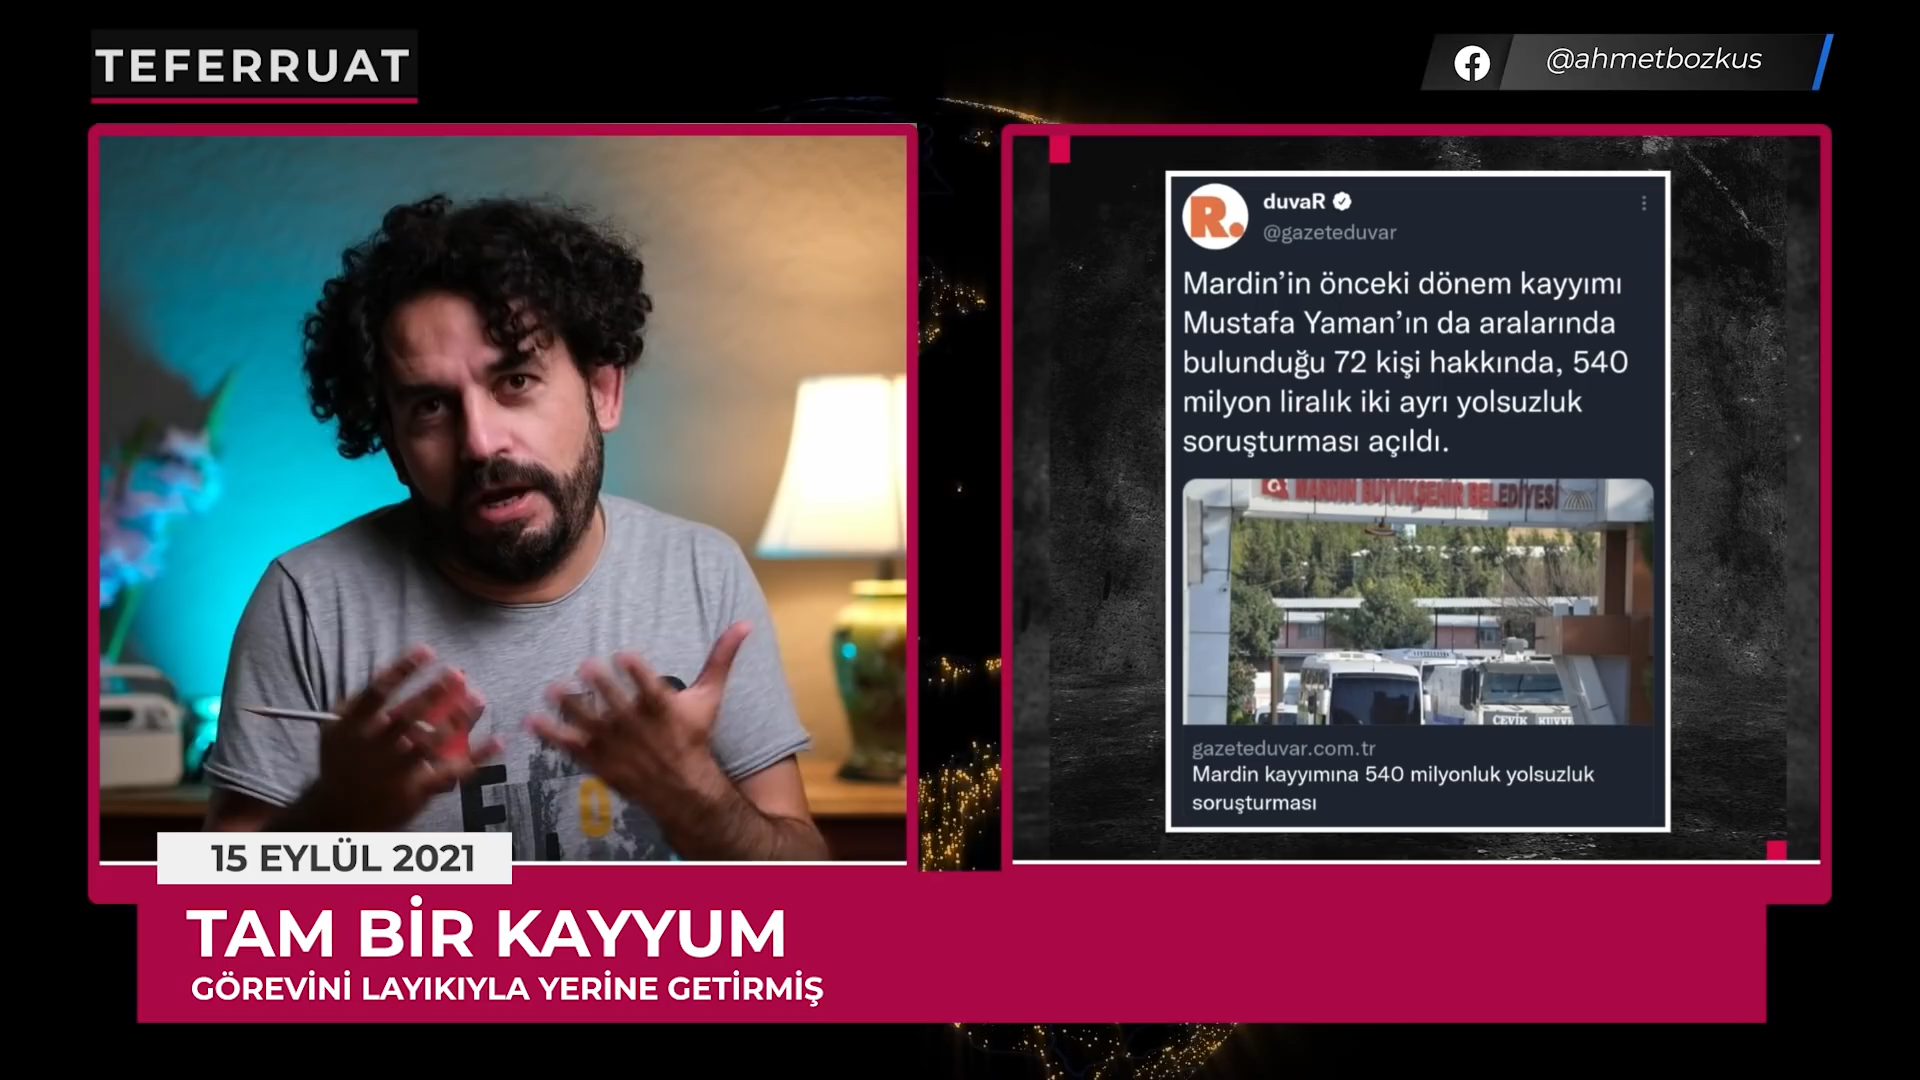 TEFERRUAT
@ahmetbozkus
duvaR
@gazeteduvar
Mardin’in önceki dönem kayyımı
Mustafa Yaman’ın da aralarında
bulunduğu 72 kişi hakkında, 540
milyon liralık iki ayrı yolsuzluk
soruşturması açıldı.
MARDİN BÜYÜKŞEHİR BELEDİYESİ
ÇEVİK KUVVE
gazeteduvar.com.tr
Mardin kayyımına 540 milyonluk yolsuzluk
soruşturması
15 EYLÜL 2021
TAM BİR KAYYUM
GÖREVİNİ LAYIKIYLA YERİNE GETİRMİŞ